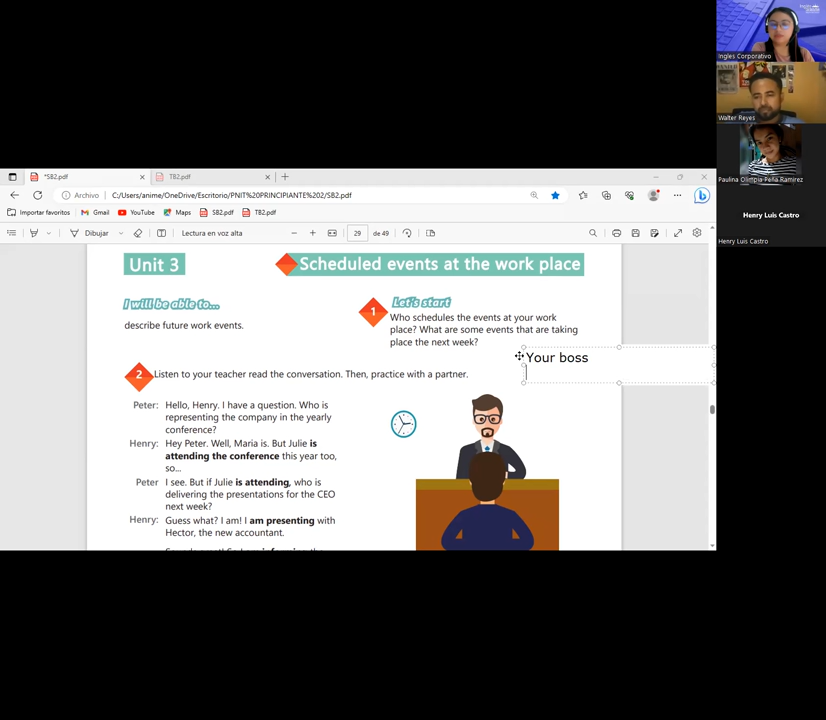 Ingles Corporativo
Walter Reyes
Paulina Olimpia Peña Ramirez
Henry Luis Castro
Henry Luis Castro
*SB2.pdf
TB2.pdf
Archivo
C:/Users/anime/OneDrive/Escritorio/PNIT%20PRINCIPIANTE%202/SB2.pdf
Importar favoritos
Gmail
YouTube
Maps
SB2.pdf
TB2.pdf
Dibujar
Lectura en voz alta
29
de 49
Unit 3
Scheduled events at the work place
I will be able to...
describe future work events.
1
Let's start
Who schedules the events at your work
place? What are some events that are taking
place the next week?
Your boss
2
Listen to your teacher read the conversation. Then, practice with a partner.
Peter: Hello, Henry. I have a question. Who is
representing the company in the yearly
conference?
Henry: Hey Peter. Well, Maria is. But Julie is
attending the conference this year too,
so...
Peter I see. But if Julie is attending, who is
delivering the presentations for the CEO
next week?
Henry: Guess what? I am! I am presenting with
Hector, the new accountant.